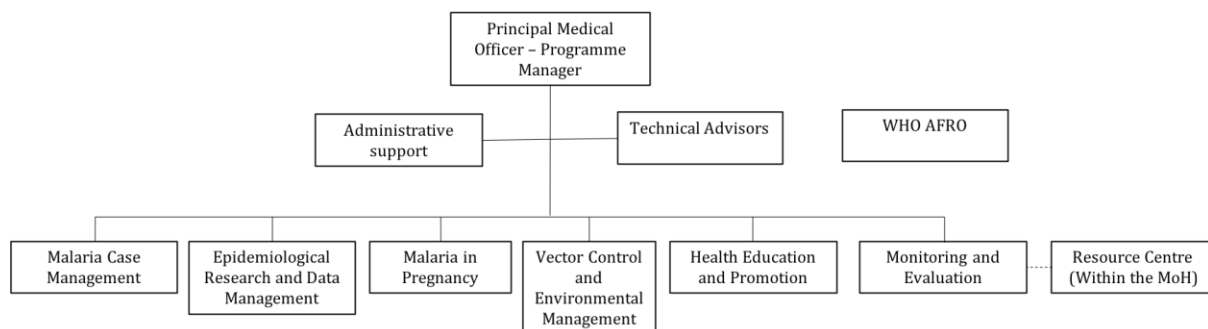 Principal Medical
Officer – Programme
Manager
Administrative
support
Technical Advisors
WHO AFRO
Malaria Case
Management
Epidemiological
Research and Data
Management
Malaria in
Pregnancy
Vector Control
and
Environmental
Management
Health Education
and Promotion
Monitoring and
Evaluation
Resource Centre
(Within the MoH)